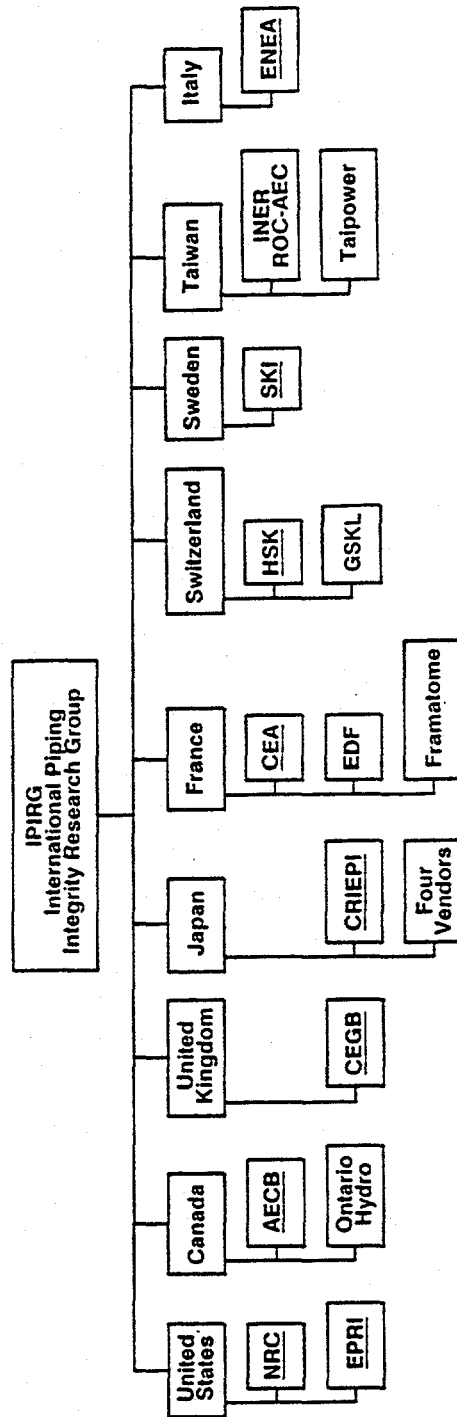 IPIRG
International Piping
Integrity Research Group
United
States
NRC
EPRI
Canada
AECB
Ontario
Hydro
United
Kingdom
CEGB
Japan
CRIEPI
Four
Vendors
France
CEA
EDF
Framatome
Switzerland
HSK
GSKL
Sweden
SKI
Taiwan
INER
ROC-AEC
Taipower
Italy
ENEA